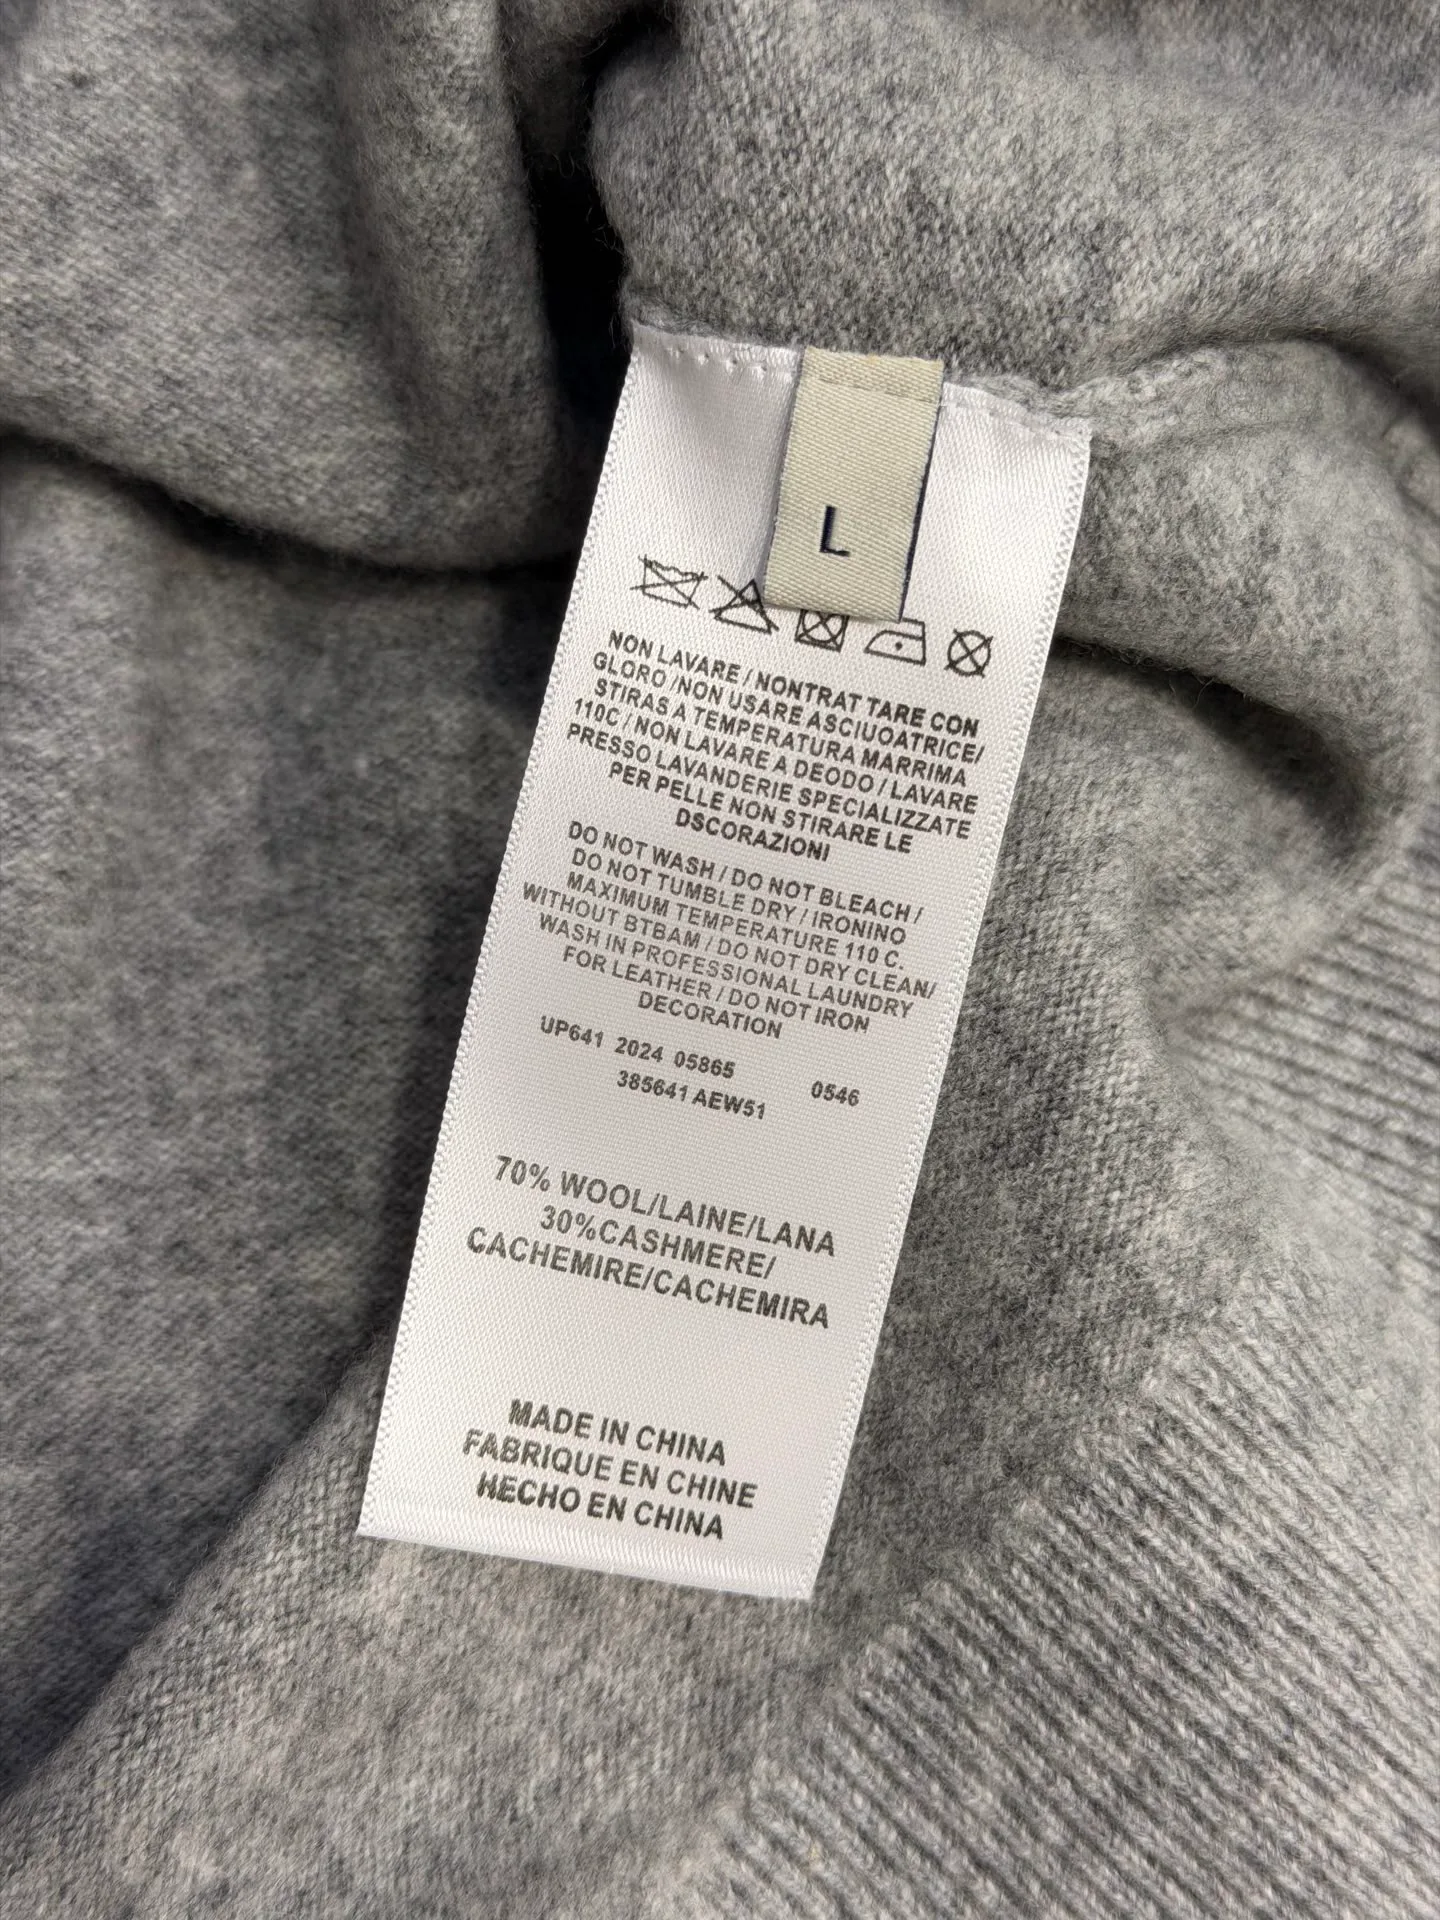 L
NON LAVARE / NONTRAT TARE CON
GLORO /NON USARE ASCIUOATRICE/
STIRAS A TEMPERATURA MARRIMA
110C / NON LAVARE A DEODO / LAVARE
PRESSO LAVANDERIE SPECIALIZZATE
PER PELLE NON STIRARE LE
DSCORAZIONI
DO NOT WASH / DO NOT BLEACH /
DO NOT TUMBLE DRY / IRONINO
MAXIMUM TEMPERATURE 110 C.
WITHOUT BTBAM / DO NOT DRY CLEAN/
WASH IN PROFESSIONAL LAUNDRY
FOR LEATHER / DO NOT IRON
DECORATION
UP641 2024 05865 0546
385641 AEW51
70% WOOL/LAINE/LANA
30%CASHMERE/
CACHEMIRE/CACHEMIRA
MADE IN CHINA
FABRIQUE EN CHINE
HECHO EN CHINA